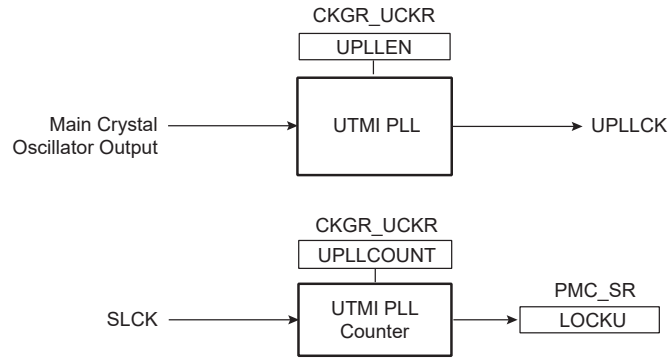 CKGR_UCKR
UPLLEN
Main Crystal
Oscillator Output
UTMI PLL
UPLLCK
CKGR_UCKR
UPLLCOUNT
SLCK
UTMI PLL
Counter
PMC_SR
LOCKU